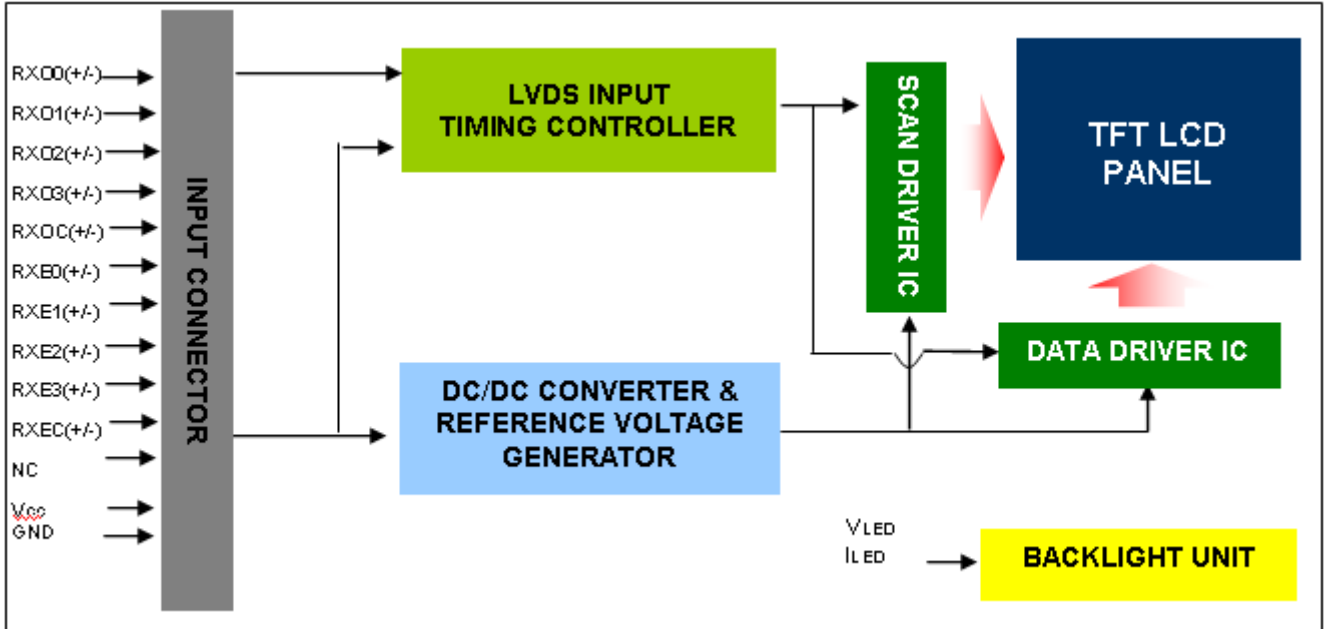 RXO0(+/-)
RXO1(+/-)
RXO2(+/-)
RXO3(+/-)
RXOC(+/-)
RXE0(+/-)
RXE1(+/-)
RXE2(+/-)
RXE3(+/-)
RXEC(+/-)
NC
Vcc
GND
INPUT CONNECTOR
LVDS INPUT
TIMING CONTROLLER
DC/DC CONVERTER &
REFERENCE VOLTAGE
GENERATOR
SCAN DRIVER IC
TFT LCD
PANEL
DATA DRIVER IC
VLED
ILED
BACKLIGHT UNIT